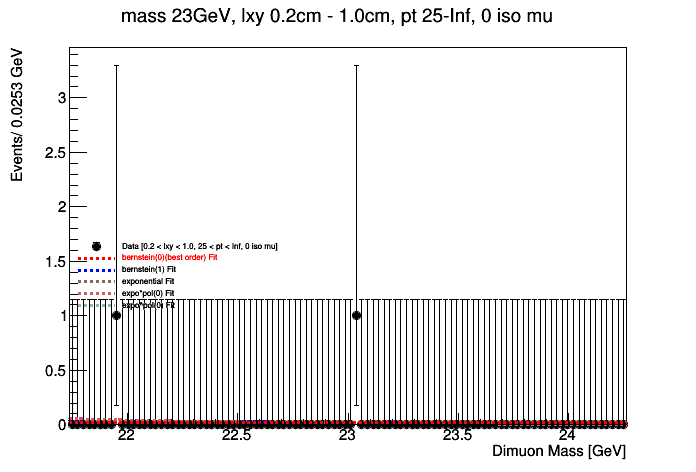 mass 23GeV, lxy 0.2cm - 1.0cm, pt 25-Inf, 0 iso mu
Events/ 0.0253 GeV
3
2.5
2
Data [0.2 < lxy < 1.0, 25 < pt < Inf, 0 iso mu]
bernstein(0)(best order) Fit
1.5
bernstein(1) Fit
exponential Fit
expo*pol(0) Fit
expo*pol(0) Fit
1
0.5
0
22 22.5 23 23.5 24
Dimuon Mass [GeV]